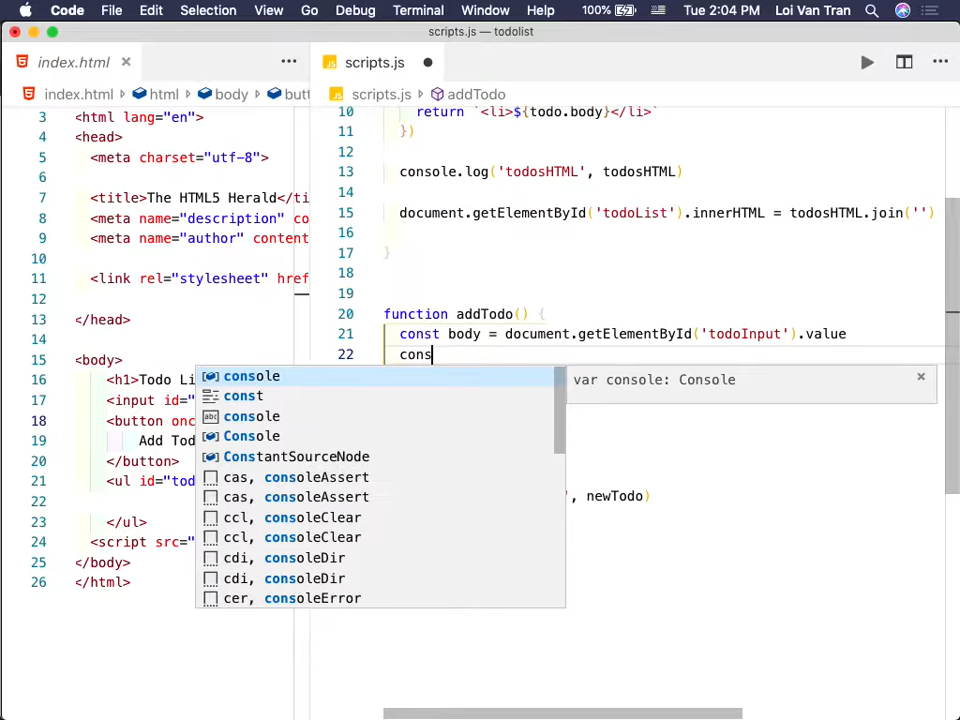 Code File Edit Selection View Go Debug Terminal Window Help 100% Tue 2:04 PM Loi Van Tran
scripts.js — todolist
index.html
index.html > html > body > butt
3 <html lang="en">
4 <head>
5 <meta charset="utf-8">
6
7 <title>The HTML5 Herald</ti
8 <meta name="description" co
9 <meta name="author" content
10
11 <link rel="stylesheet" href
12
13 </head>
14
15 <body>
16 <h1>Todo Li
17 <input id="
18 <button onc
19 Add Tod
20 </button>
21 <ul id="tod
22
23 </ul>
24 <script src="
25 </body>
26 </html>
JS scripts.js
JS scripts.js > addTodo
10 return `<li>${todo.body}</li>`
11 })
12
13 console.log('todosHTML', todosHTML)
14
15 document.getElementById('todoList').innerHTML = todosHTML.join('')
16
17 }
18
19
20 function addTodo() {
21 const body = document.getElementById('todoInput').value
22 cons
console
const
abc console
Console
ConstantSourceNode
cas, consoleAssert
cas, consoleAssert
ccl, consoleClear
ccl, consoleClear
cdi, consoleDir
cdi, consoleDir
cer, consoleError
var console: Console
', newTodo)